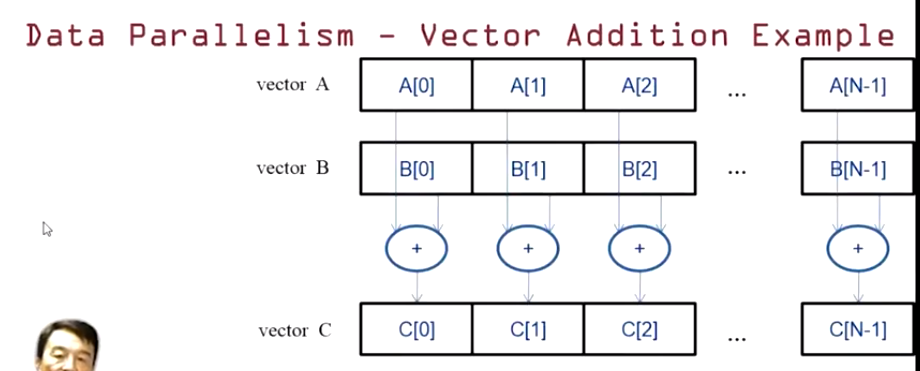 Data Parallelism - Vector Addition Example
vector A A[0] A[1] A[2] ... A[N-1]
vector B B[0] B[1] B[2] ... B[N-1]
+ + + +
vector C C[0] C[1] C[2] ... C[N-1]